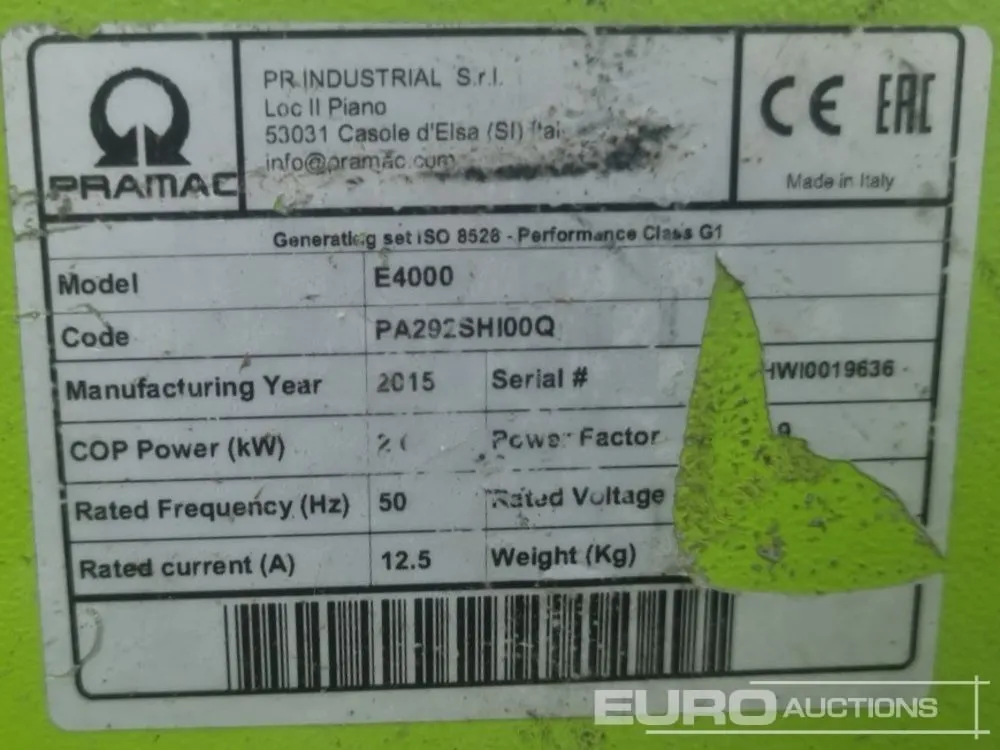 PRAMAC
PR INDUSTRIAL S.r.l.
Loc Il Piano
53031 Casole d'Elsa (SI)
info@pramac.com
CE EAC
Made in Italy
Generating set ISO 8528 - Performance Class G1
Model E4000
Code PA292SHI00Q
Manufacturing Year 2015 Serial # HWI0019636
COP Power (kW) Power Factor
Rated Frequency (Hz) 50 Rated Voltage
Rated current (A) 12.5 Weight (Kg)
EURO AUCTIONS